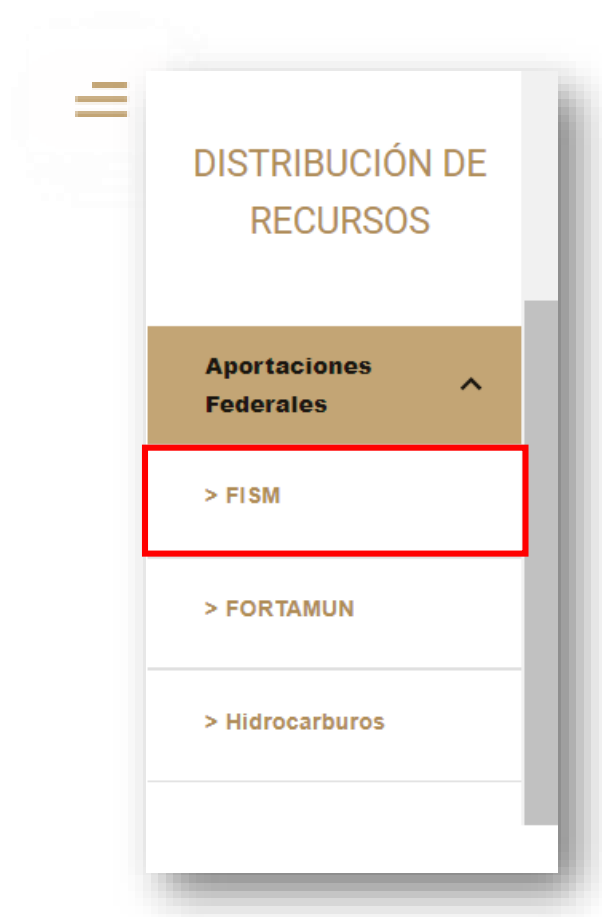 DISTRIBUCIÓN DE
RECURSOS
Aportaciones
Federales
> FISM
> FORTAMUN
> Hidrocarburos